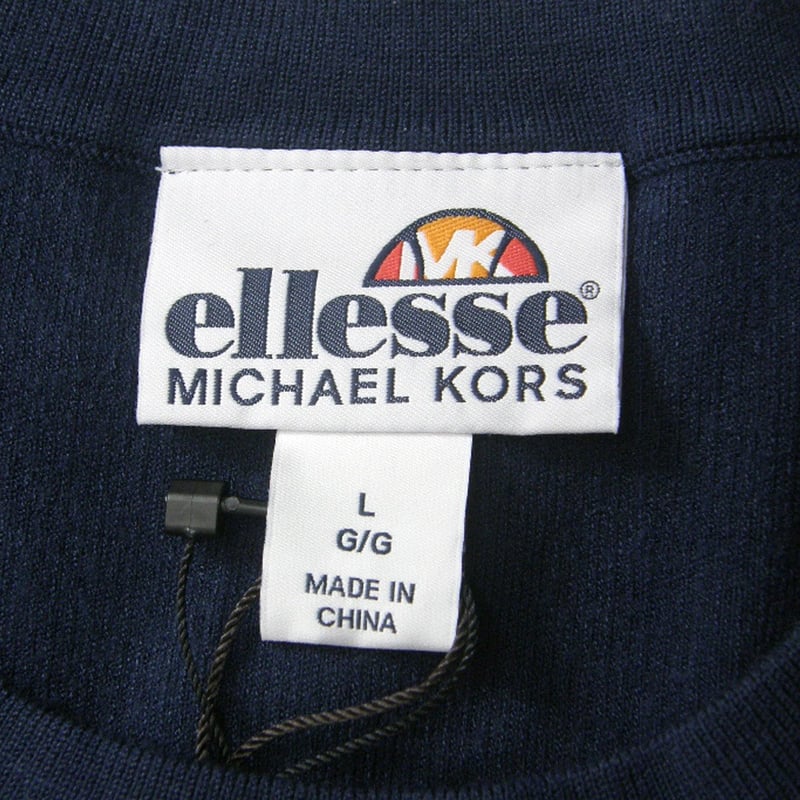 MK
ellesse®
MICHAEL KORS
L
G/G
MADE IN
CHINA